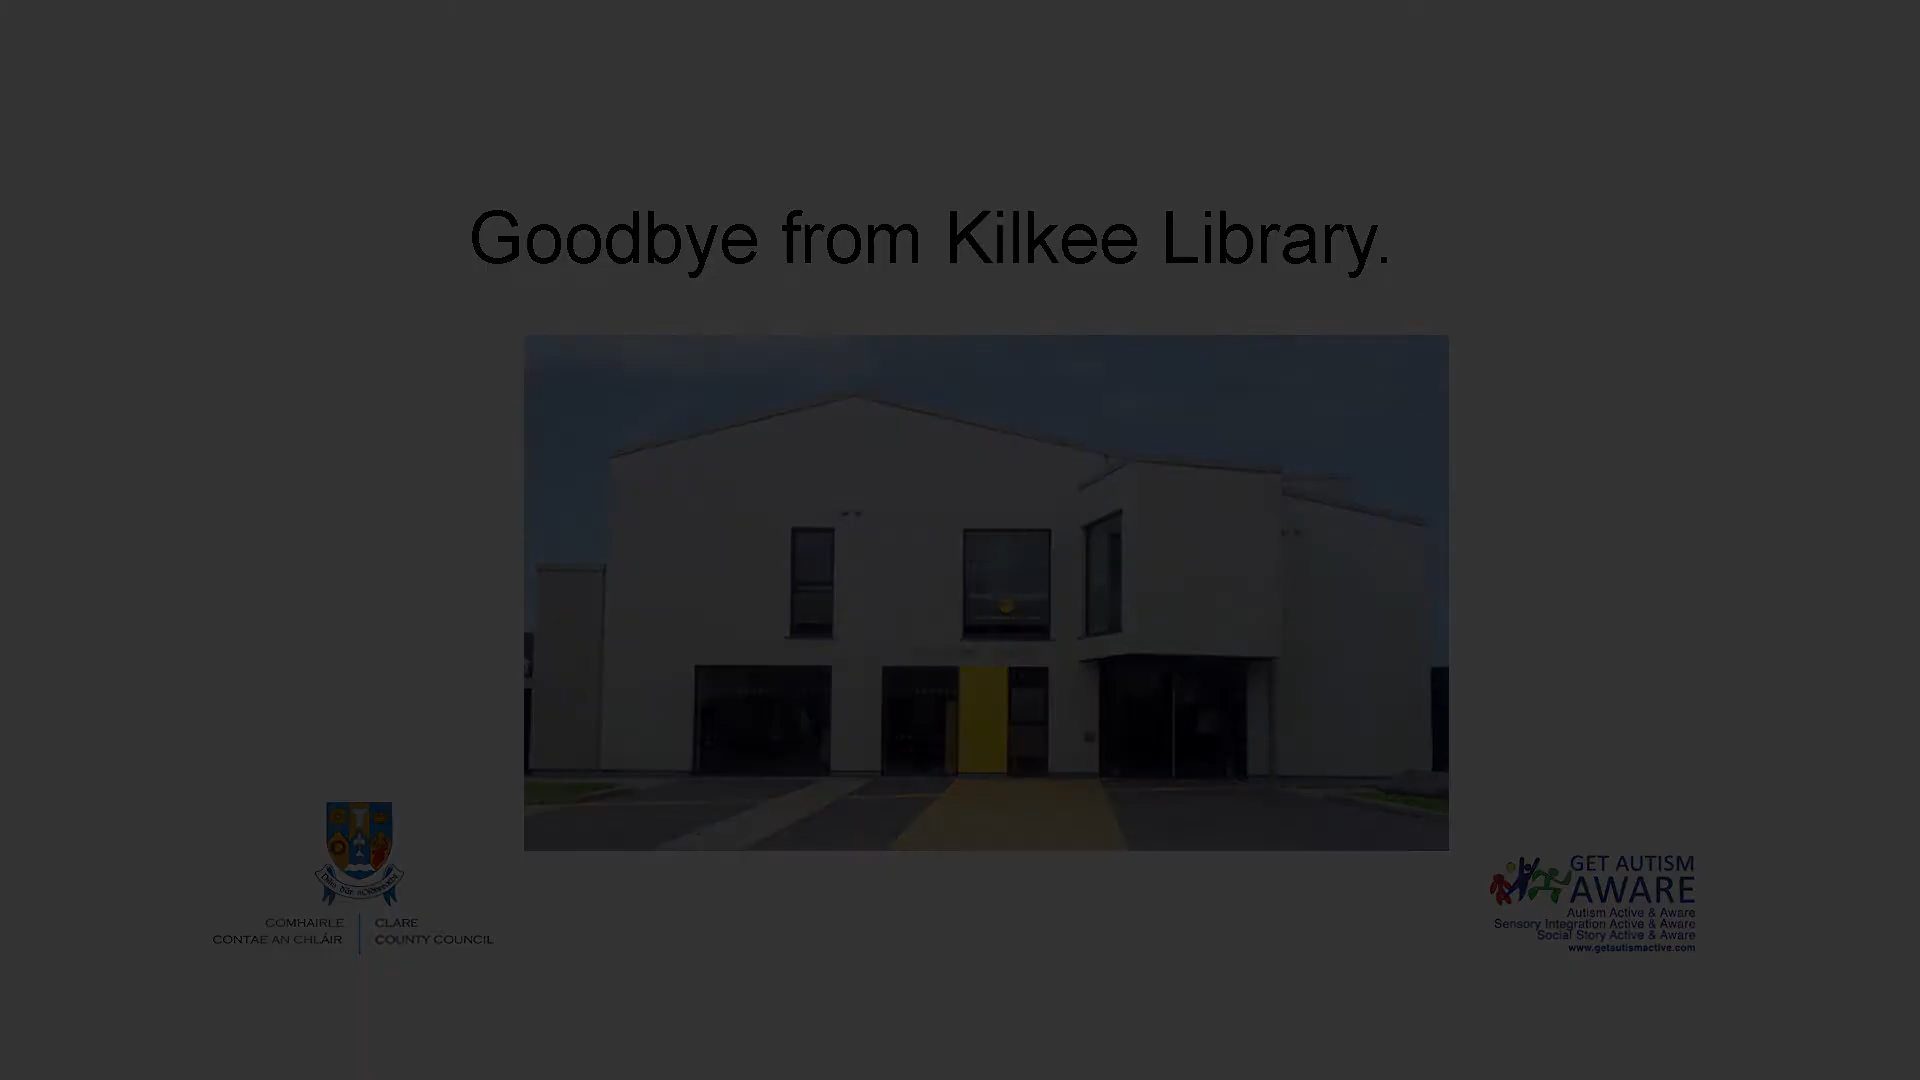 Goodbye from Kilkee Library.
COMHAIRLE
CONTAE AN CHLÁIR
CLARE
COUNTY COUNCIL
GET AUTISM
AWARE
Autism Active & Aware
Sensory Integration Active & Aware
Social Story Active & Aware
www.getautismactive.com